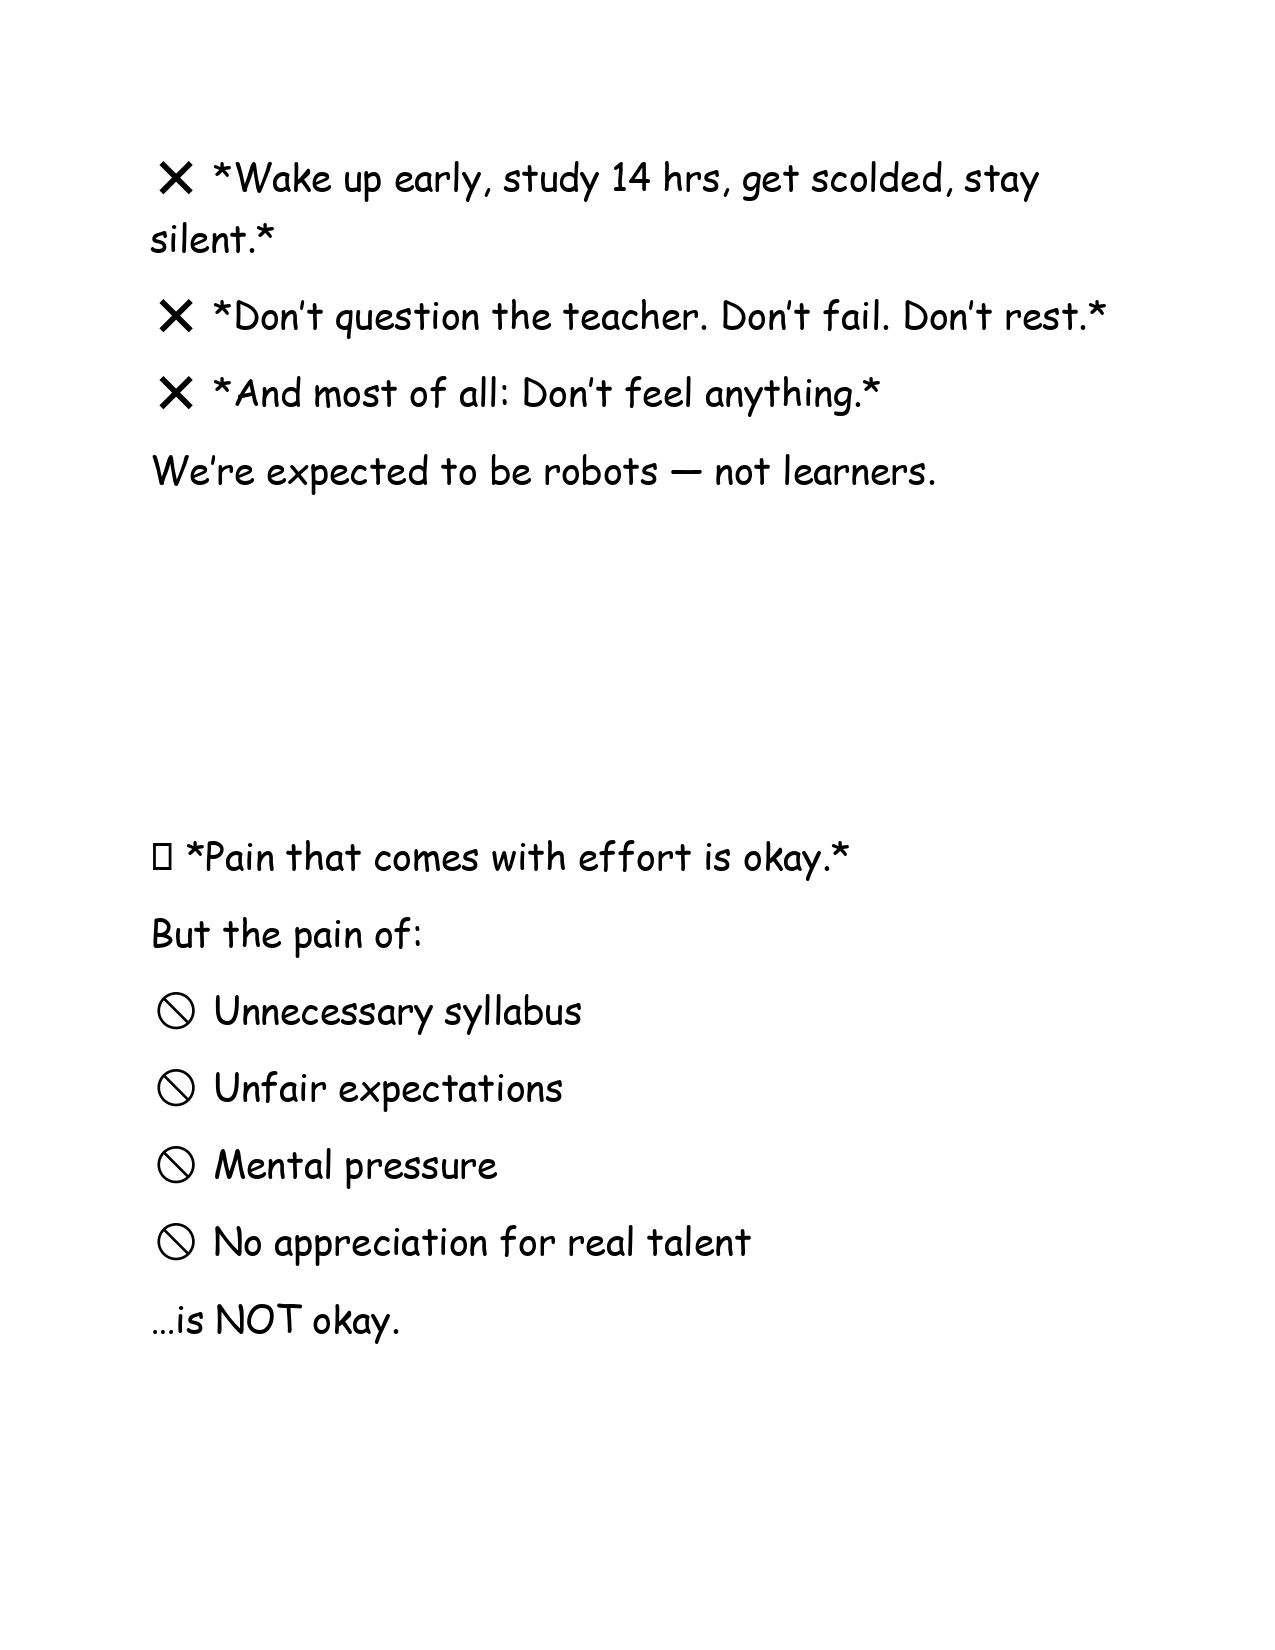 ❌ *Wake up early, study 14 hrs, get scolded, stay
silent.*
❌ *Don’t question the teacher. Don’t fail. Don’t rest.*
❌ *And most of all: Don’t feel anything.*
We’re expected to be robots — not learners.
▯ *Pain that comes with effort is okay.*
But the pain of:
🚫 Unnecessary syllabus
🚫 Unfair expectations
🚫 Mental pressure
🚫 No appreciation for real talent
…is NOT okay.